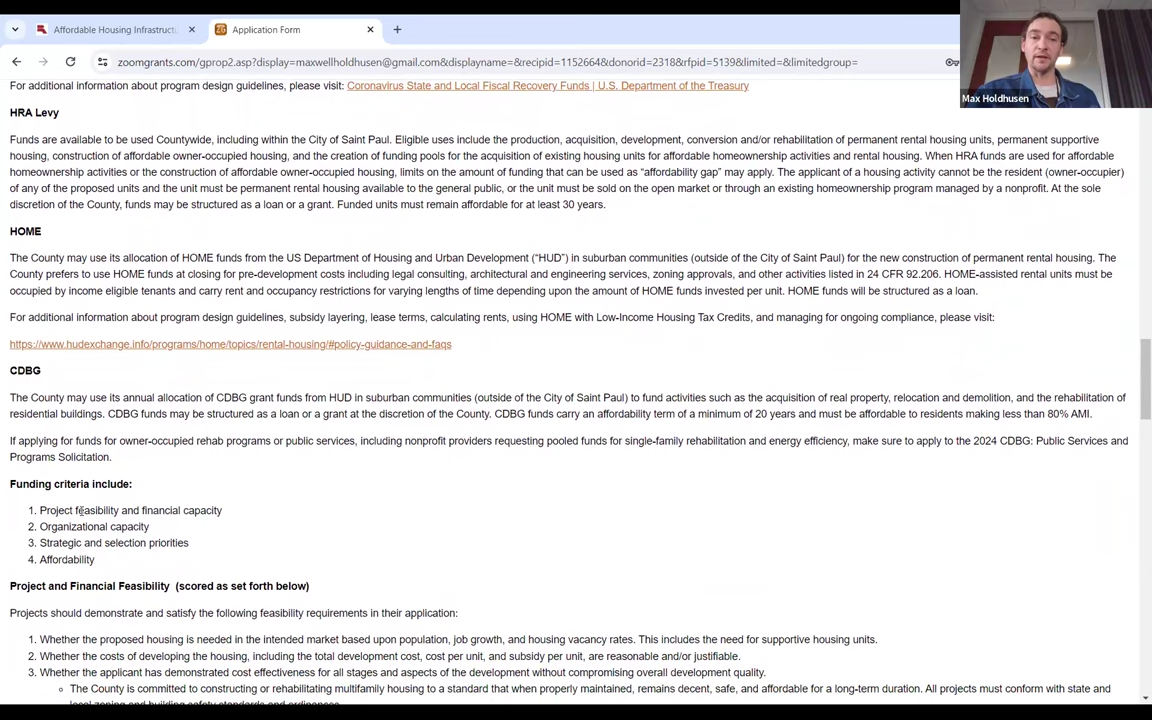 Affordable Housing Infrastructu
Application Form
zoomgrants.com/gprop2.asp?display=maxwellholdhusen@gmail.com&displayname=&recipid=1152664&donorid=2318&rfpid=5139&limited=&limitedgroup=
Max Holdhusen
For additional information about program design guidelines, please visit: Coronavirus State and Local Fiscal Recovery Funds | U.S. Department of the Treasury
HRA Levy
Funds are available to be used Countywide, including within the City of Saint Paul. Eligible uses include the production, acquisition, development, conversion and/or rehabilitation of permanent rental housing units, permanent supportive
housing, construction of affordable owner-occupied housing, and the creation of funding pools for the acquisition of existing housing units for affordable homeownership activities and rental housing. When HRA funds are used for affordable
homeownership activities or the construction of affordable owner-occupied housing, limits on the amount of funding that can be used as “affordability gap” may apply. The applicant of a housing activity cannot be the resident (owner-occupier)
of any of the proposed units and the unit must be permanent rental housing available to the general public, or the unit must be sold on the open market or through an existing homeownership program managed by a nonprofit. At the sole
discretion of the County, funds may be structured as a loan or a grant. Funded units must remain affordable for at least 30 years.
HOME
The County may use its allocation of HOME funds from the US Department of Housing and Urban Development (“HUD”) in suburban communities (outside of the City of Saint Paul) for the new construction of permanent rental housing. The
County prefers to use HOME funds at closing for pre-development costs including legal consulting, architectural and engineering services, zoning approvals, and other activities listed in 24 CFR 92.206. HOME-assisted rental units must be
occupied by income eligible tenants and carry rent and occupancy restrictions for varying lengths of time depending upon the amount of HOME funds invested per unit. HOME funds will be structured as a loan.
For additional information about program design guidelines, subsidy layering, lease terms, calculating rents, using HOME with Low-Income Housing Tax Credits, and managing for ongoing compliance, please visit:
https://www.hudexchange.info/programs/home/topics/rental-housing/#policy-guidance-and-faqs
CDBG
The County may use its annual allocation of CDBG grant funds from HUD in suburban communities (outside of the City of Saint Paul) to fund activities such as the acquisition of real property, relocation and demolition, and the rehabilitation of
residential buildings. CDBG funds may be structured as a loan or a grant at the discretion of the County. CDBG funds carry an affordability term of a minimum of 20 years and must be affordable to residents making less than 80% AMI.
If applying for funds for owner-occupied rehab programs or public services, including nonprofit providers requesting pooled funds for single-family rehabilitation and energy efficiency, make sure to apply to the 2024 CDBG: Public Services and
Programs Solicitation.
Funding criteria include:
1. Project feasibility and financial capacity
2. Organizational capacity
3. Strategic and selection priorities
4. Affordability
Project and Financial Feasibility (scored as set forth below)
Projects should demonstrate and satisfy the following feasibility requirements in their application:
1. Whether the proposed housing is needed in the intended market based upon population, job growth, and housing vacancy rates. This includes the need for supportive housing units.
2. Whether the costs of developing the housing, including the total development cost, cost per unit, and subsidy per unit, are reasonable and/or justifiable.
3. Whether the applicant has demonstrated cost effectiveness for all stages and aspects of the development without compromising overall development quality.
The County is committed to constructing or rehabilitating multifamily housing to a standard that when properly maintained, remains decent, safe, and affordable for a long-term duration. All projects must conform with state and
local zoning and building safety standards and ordinances.